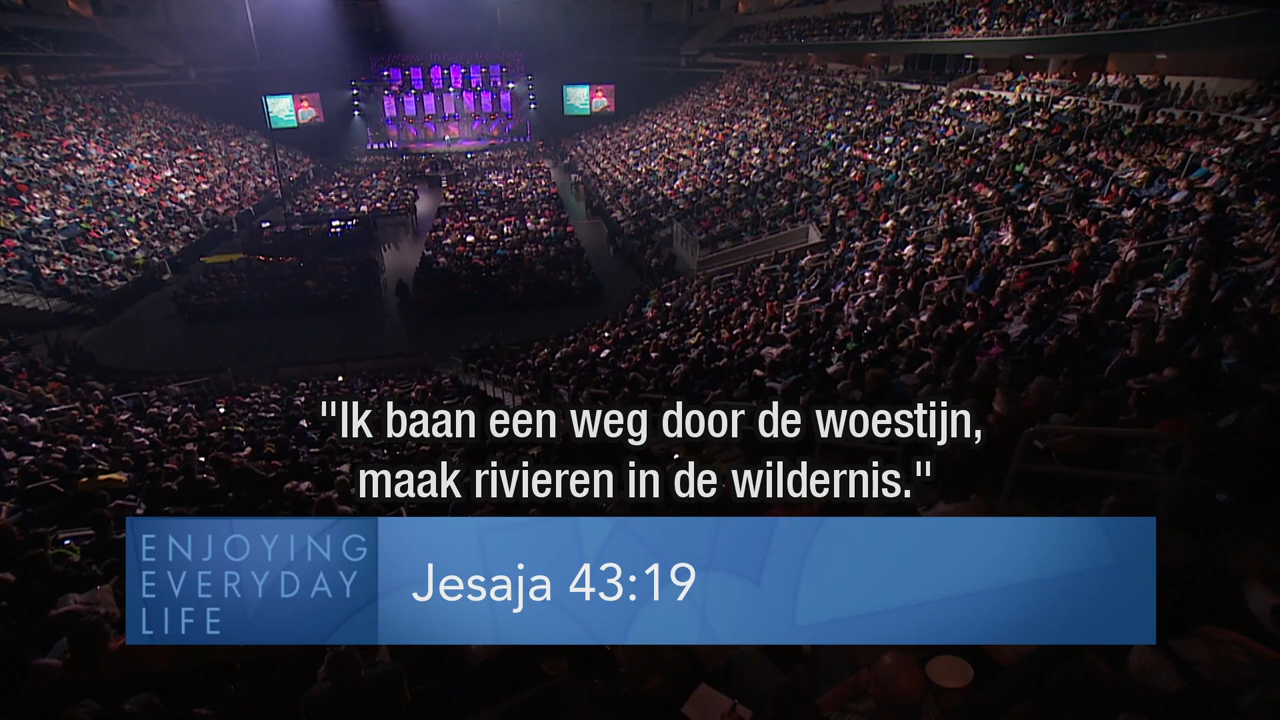 "Ik baan een weg door de woestijn,
maak rivieren in de wildernis."
ENJOYING
EVERYDAY
LIFE
Jesaja 43:19